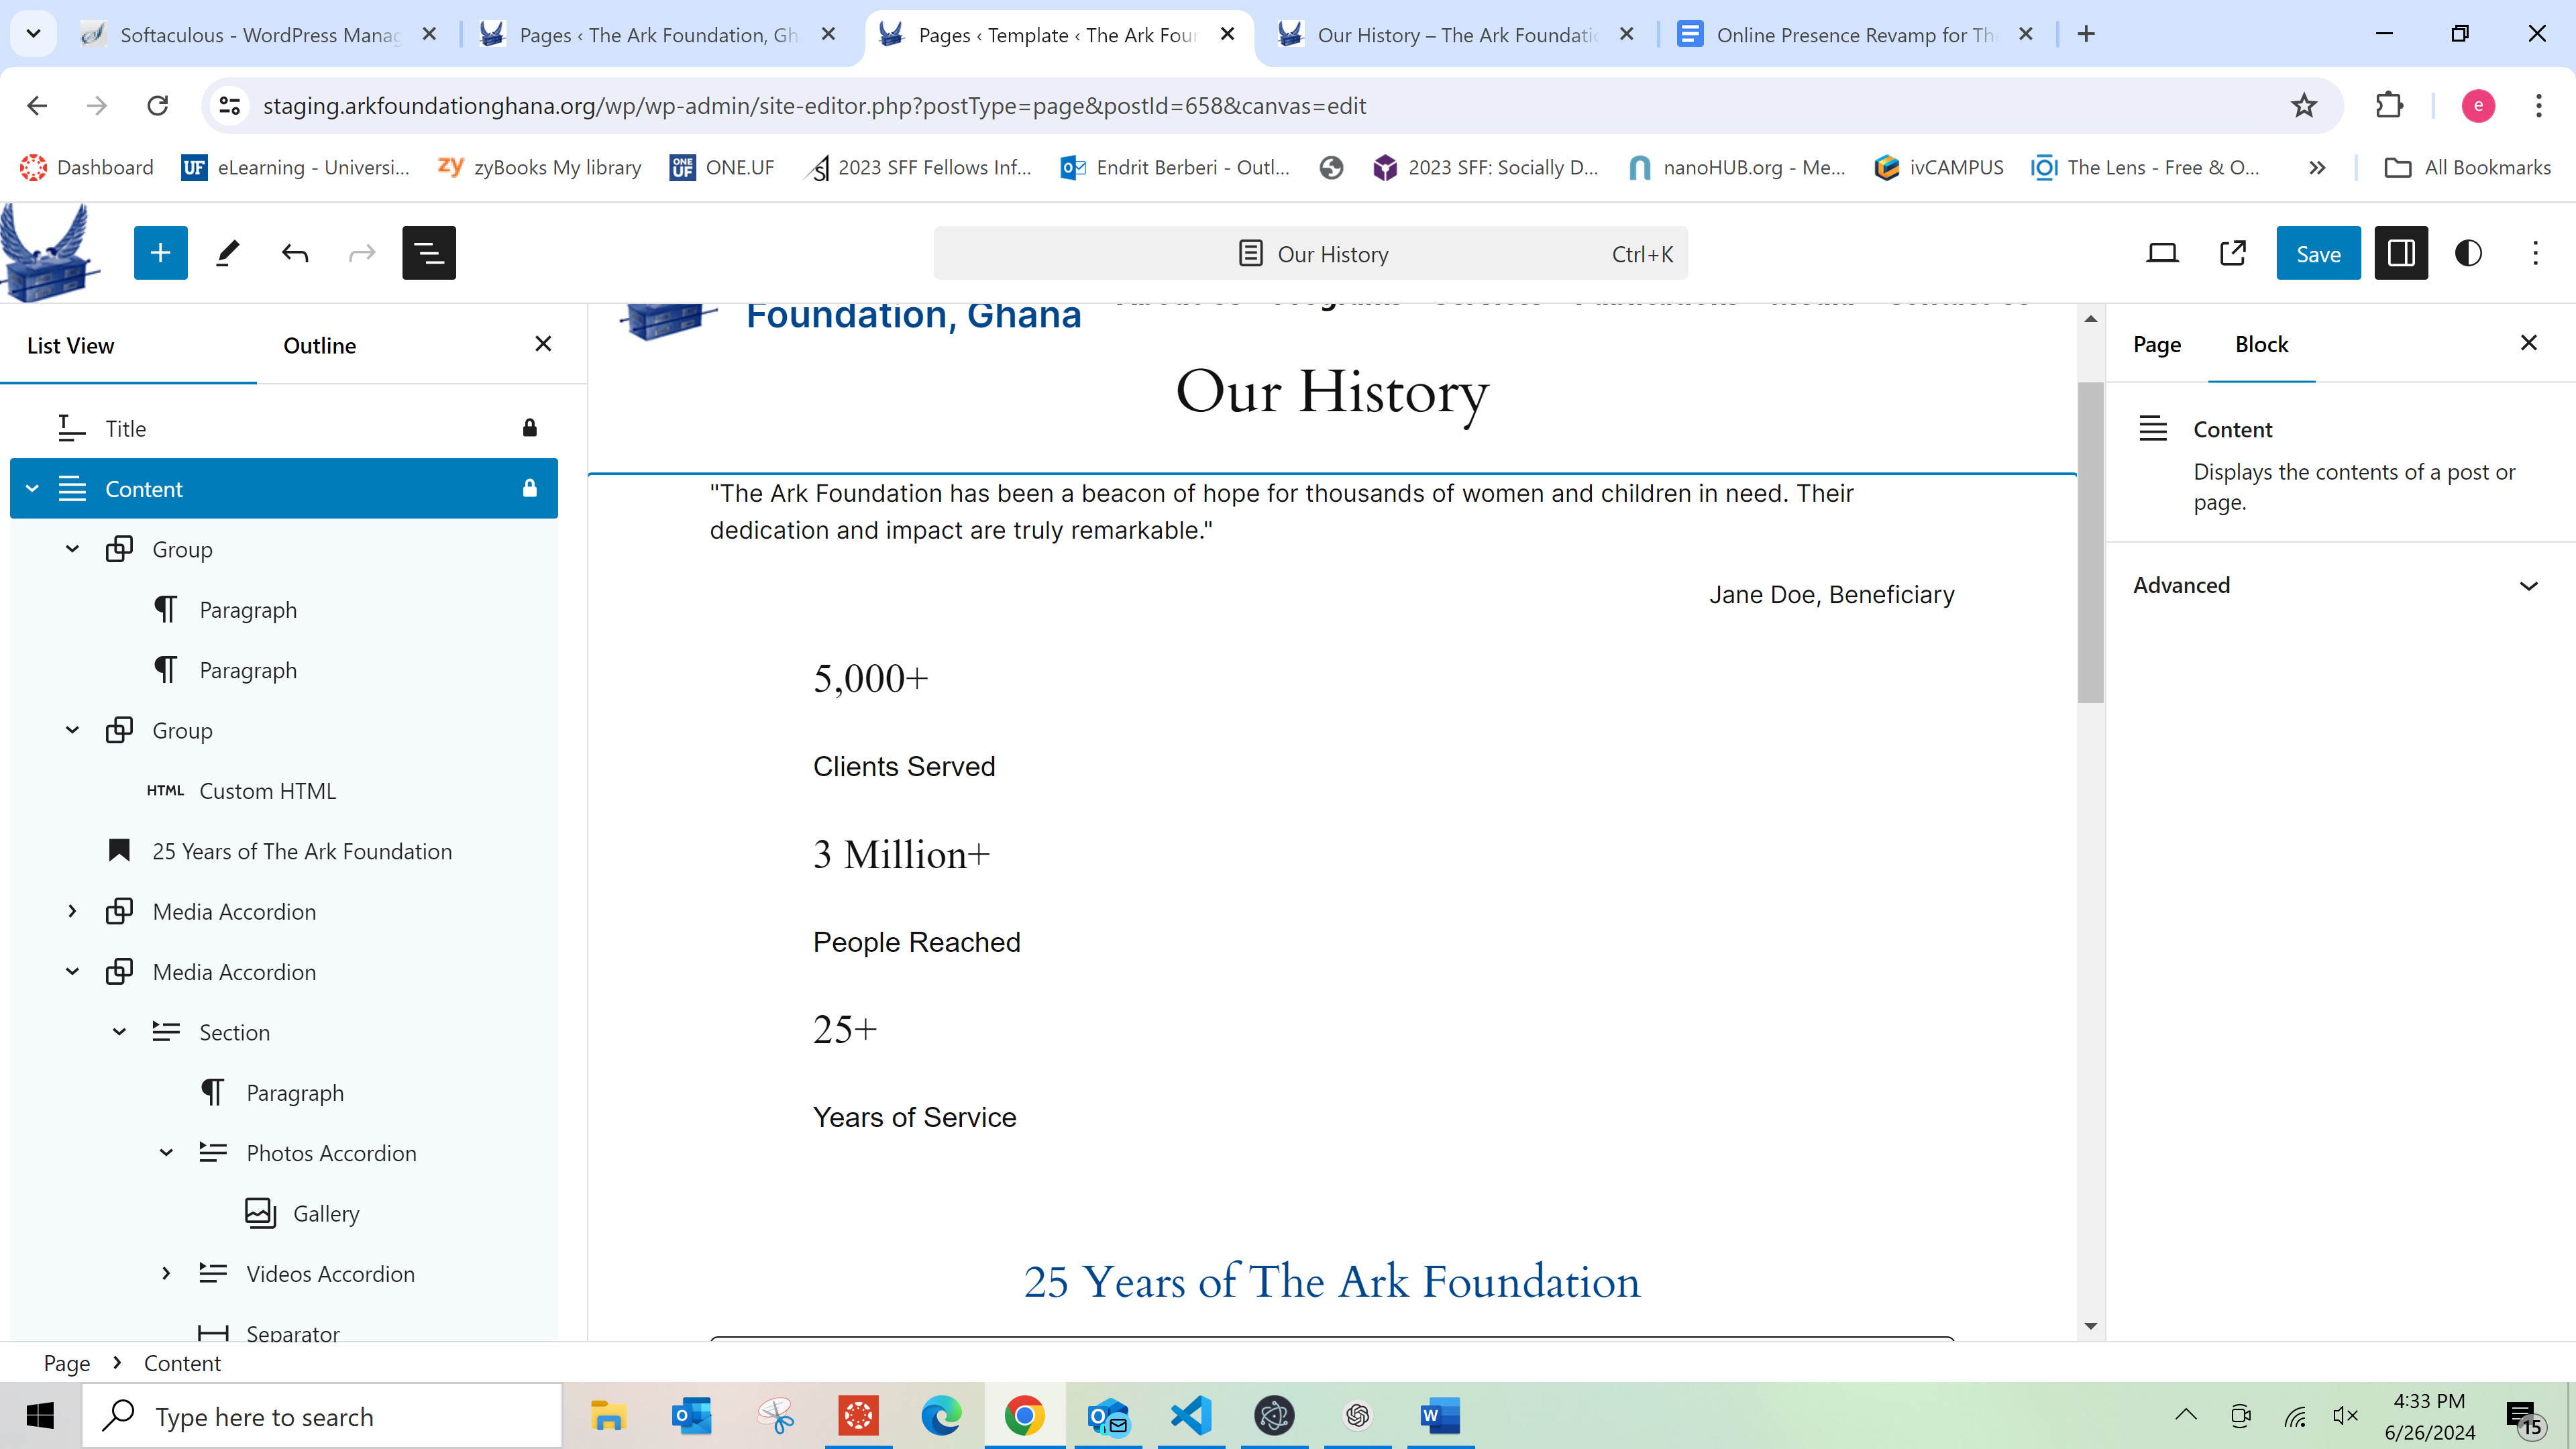 Softaculous - WordPress Manag
Pages ‹ The Ark Foundation, Gh
Pages ‹ Template ‹ The Ark Four
Our History – The Ark Foundatio
Online Presence Revamp for Th
staging.arkfoundationghana.org/wp/wp-admin/site-editor.php?postType=page&postId=658&canvas=edit
e
Dashboard
UF eLearning - Universi...
zy zyBooks My library
ONE UF ONE.UF
2023 SFF Fellows Inf...
Endrit Berberi - Outl...
2023 SFF: Socially D...
nanoHUB.org - Me...
ivCAMPUS
The Lens - Free & O...
All Bookmarks
Our History
Ctrl+K
Save
List View
Outline
Title
Content
Group
Paragraph
Paragraph
Group
HTML Custom HTML
25 Years of The Ark Foundation
Media Accordion
Media Accordion
Section
Paragraph
Photos Accordion
Gallery
Videos Accordion
Separator
Foundation, Ghana
Our History
"The Ark Foundation has been a beacon of hope for thousands of women and children in need. Their
dedication and impact are truly remarkable."
Jane Doe, Beneficiary
5,000+
Clients Served
3 Million+
People Reached
25+
Years of Service
25 Years of The Ark Foundation
Page
Block
Content
Displays the contents of a post or
page.
Advanced
Page
Content
Type here to search
4:33 PM
6/26/2024
15